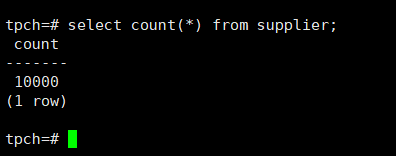 tpch=# select count(*) from supplier;
count
-------
10000
(1 row)
tpch=#